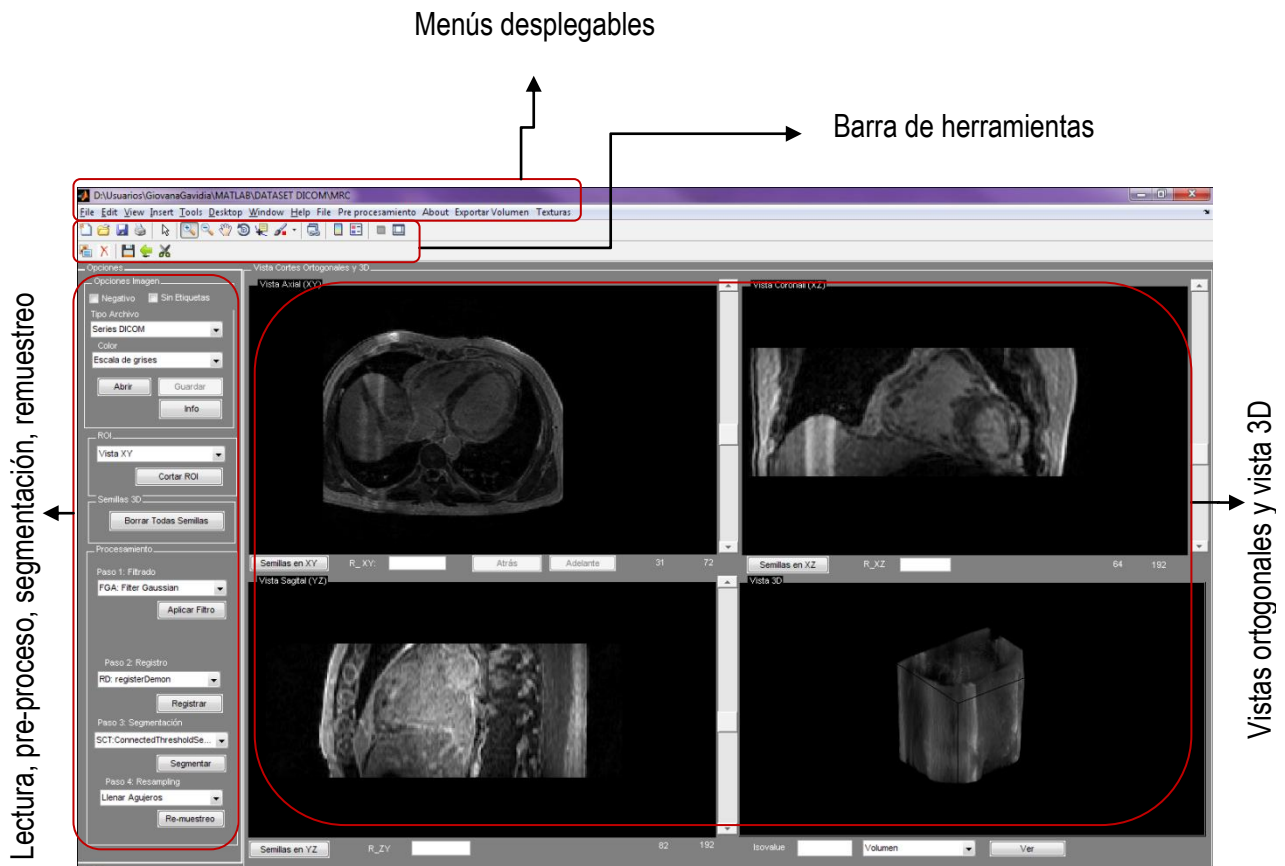 Menús desplegables
Barra de herramientas
D:\Usuarios\GiovanaGavidia\MATLAB\DATASET DICOM\MRC
File Edit View Insert Tools Desktop Window Help File Pre procesamiento About Exportar Volumen Texturas
Opciones
Opciones Imagen
Negativo Sin Etiquetas
Tipo Archivo
Series DICOM
Color
Escala de grises
Abrir Guardar
Info
ROI
Vista XY
Cortar ROI
Semillas 3D
Borrar Todas Semillas
Procesamiento
Paso 1: Filtrado
FGA: Filter Gaussian
Aplicar Filtro
Paso 2: Registro
RD: registerDemon
Registrar
Paso 3: Segmentación
SCT:ConnectedThresholdSe...
Segmentar
Paso 4: Resampling
Llenar Agujeros
Re-muestreo
Lectura, pre-proceso, segmentación, remuestreo
Vista Cortes Ortogonales y 3D
Vista Axial (XY)
Semillas en XY R_ XY: Atrás Adelante 31 72
Vista Coronall (XZ)
Semillas en XZ R_XZ 64 192
Vista Sagital (YZ)
Semillas en YZ R_ZY 82 192
Vista 3D
Isovalue Volumen Ver
Vistas ortogonales y vista 3D